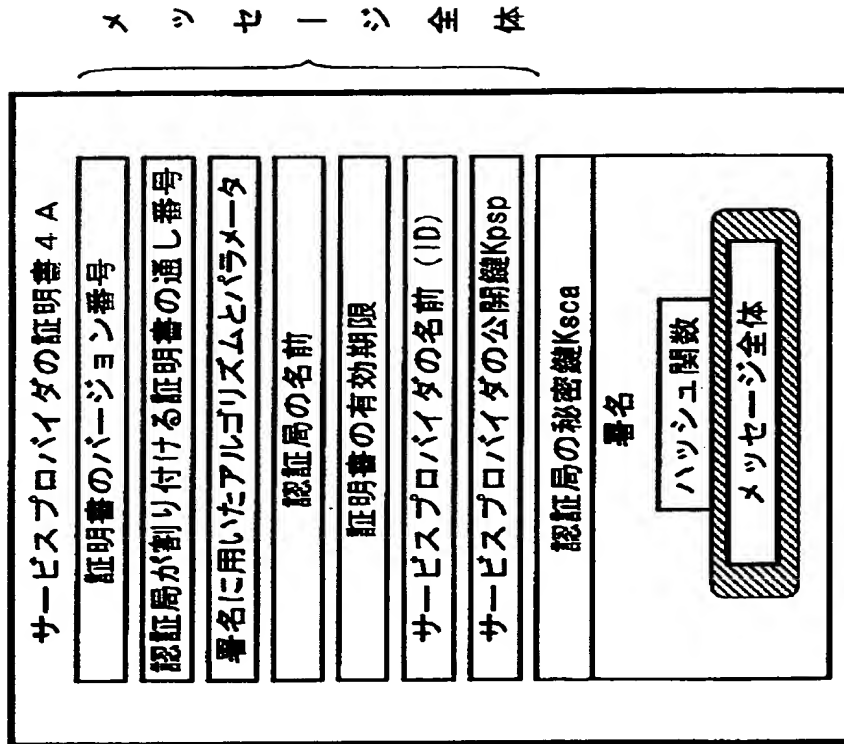 サービスプロバイダの証明書4A
証明書のバージョン番号
認証局が割り付ける証明書の通し番号
署名に用いたアルゴリズムとパラメータ
認証局の名前
証明書の有効期限
サービスプロバイダの名前(ID)
サービスプロバイダの公開鍵Kpsp
メッセージ全体
認証局の秘密鍵Ksca
署名
ハッシュ関数
メッセージ全体